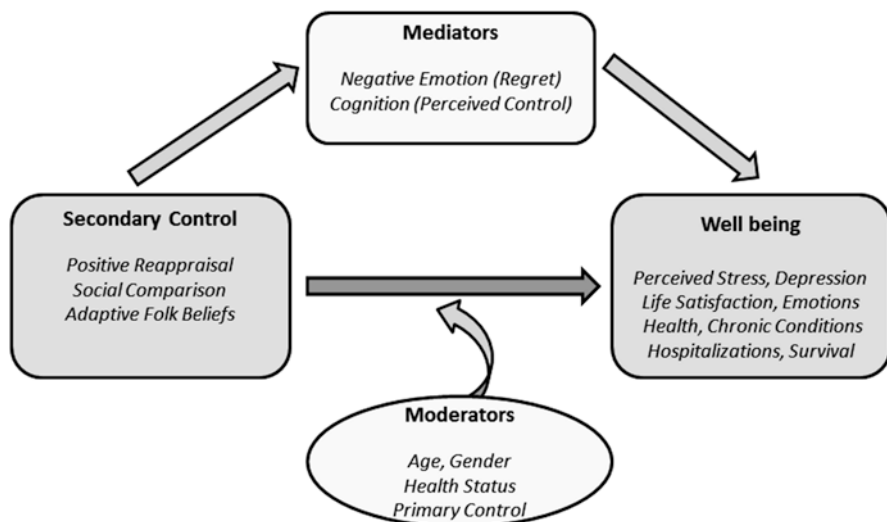 Mediators
Negative Emotion (Regret)
Cognition (Perceived Control)
Secondary Control
Positive Reappraisal
Social Comparison
Adaptive Folk Beliefs
Well being
Perceived Stress, Depression
Life Satisfaction, Emotions
Health, Chronic Conditions
Hospitalizations, Survival
Moderators
Age, Gender
Health Status
Primary Control